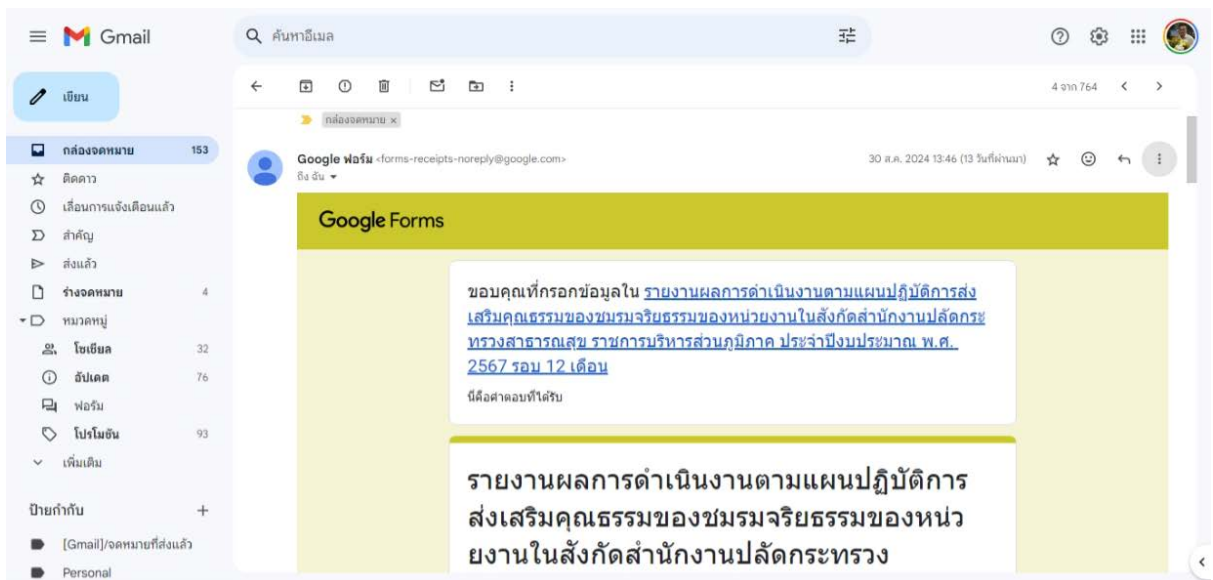 Gmail
ค้นหาอีเมล
เขียน
4 จาก 764
กล่องจดหมาย ×
กล่องจดหมาย 153
ติดดาว
เลื่อนการแจ้งเตือนแล้ว
สำคัญ
ส่งแล้ว
ร่างจดหมาย 4
หมวดหมู่
โซเชียล 32
อัปเดต 76
ฟอรัม
โปรโมชัน 93
เพิ่มเติม
ป้ายกำกับ
[Gmail]/จดหมายที่ส่งแล้ว
Personal
Google ฟอร์ม <forms-receipts-noreply@google.com>
30 ส.ค. 2024 13:46 (13 วันที่ผ่านมา)
ถึง ฉัน
Google Forms
ขอบคุณที่กรอกข้อมูลใน รายงานผลการดำเนินงานตามแผนปฏิบัติการส่ง
เสริมคุณธรรมของชมรมจริยธรรมของหน่วยงานในสังกัดสำนักงานปลัดกระ
ทรวงสาธารณสุข ราชการบริหารส่วนภูมิภาค ประจำปีงบประมาณ พ.ศ.
2567 รอบ 12 เดือน
นี่คือคำตอบที่ได้รับ
รายงานผลการดำเนินงานตามแผนปฏิบัติการ
ส่งเสริมคุณธรรมของชมรมจริยธรรมของหน่ว
ยงานในสังกัดสำนักงานปลัดกระทรวง